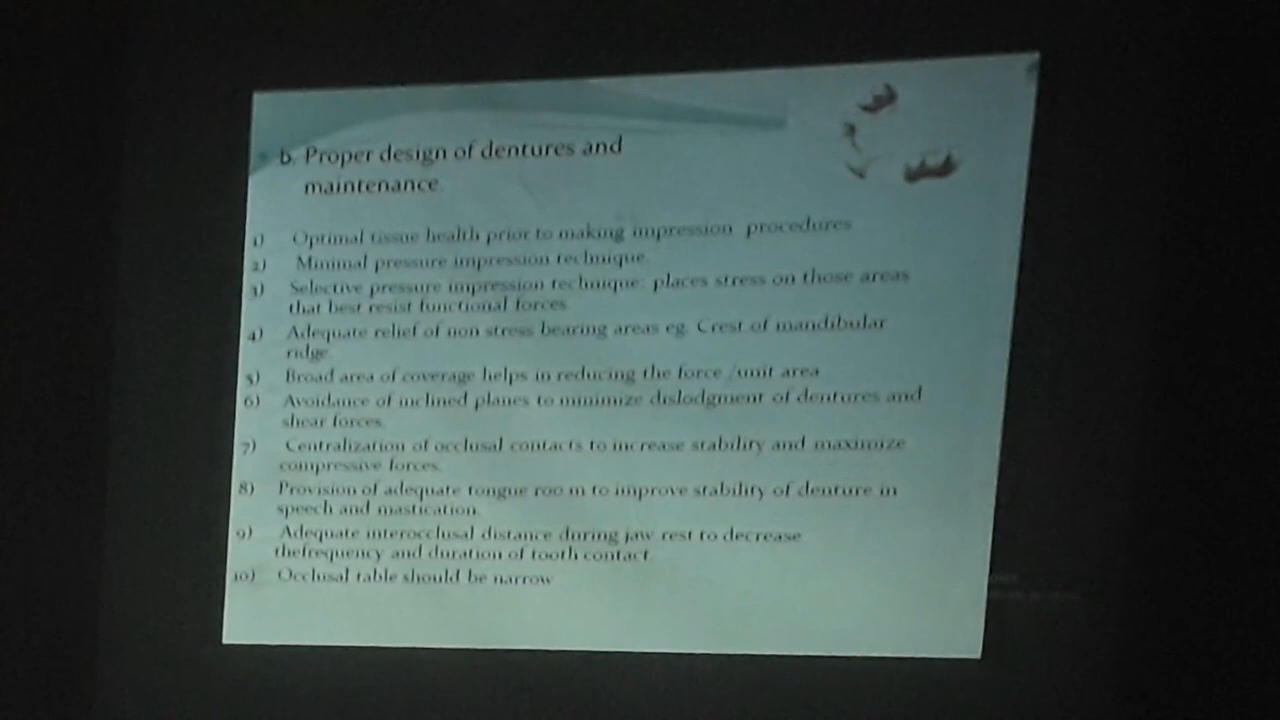 b. Proper design of dentures and
maintenance.
1) Optimal tissue health prior to making impression procedures
2) Minimal pressure impression technique.
3) Selective pressure impression technique: places stress on those areas
that best resist functional forces
4) Adequate relief of non stress bearing areas eg. Crest of mandibular
ridge.
5) Broad area of coverage helps in reducing the force /unit area
6) Avoidance of inclined planes to minimize dislodgment of dentures and
shear forces.
7) Centralization of occlusal contacts to increase stability and maximize
compressive forces.
8) Provision of adequate tongue roo m to improve stability of denture in
speech and mastication.
9) Adequate interocclusal distance during jaw rest to decrease
thefrequency and duration of tooth contact.
10) Occlusal table should be narrow